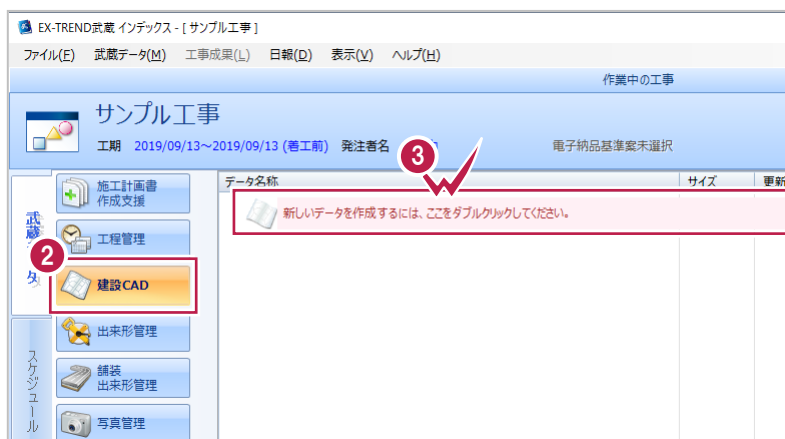 EX-TREND武蔵 インデックス - [ サンプル工事 ]
ファイル(F) 武蔵データ(M) 工事成果(L) 日報(D) 表示(V) ヘルプ(H)
作業中の工事
サンプル工事
工期 2019/09/13～2019/09/13 (着工前) 発注者名 電子納品基準案未選択
3
データ名称 サイズ 更新
新しいデータを作成するには、ここをダブルクリックしてください。
施工計画書
作成支援
工程管理
2
建設CAD
出来形管理
舗装
出来形管理
写真管理
武蔵
タ
スケジュール